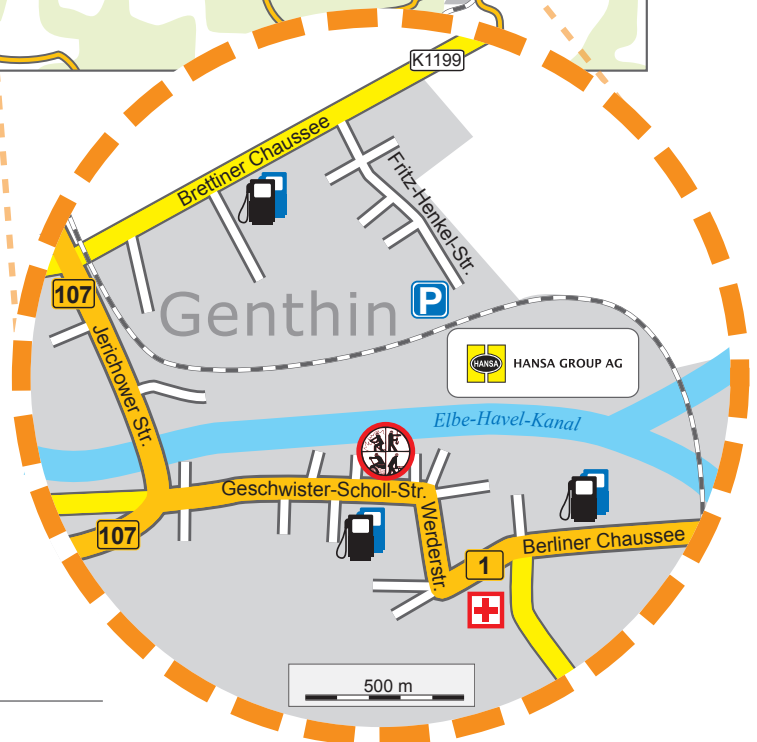 K1199
Brettiner Chaussee
Fritz-Henkel-Str.
107
Genthin
P
Jerichower Str.
HANSA
HANSA GROUP AG
Elbe-Havel-Kanal
Geschwister-Scholl-Str.
Werderstr.
107
1
Berliner Chaussee
500 m